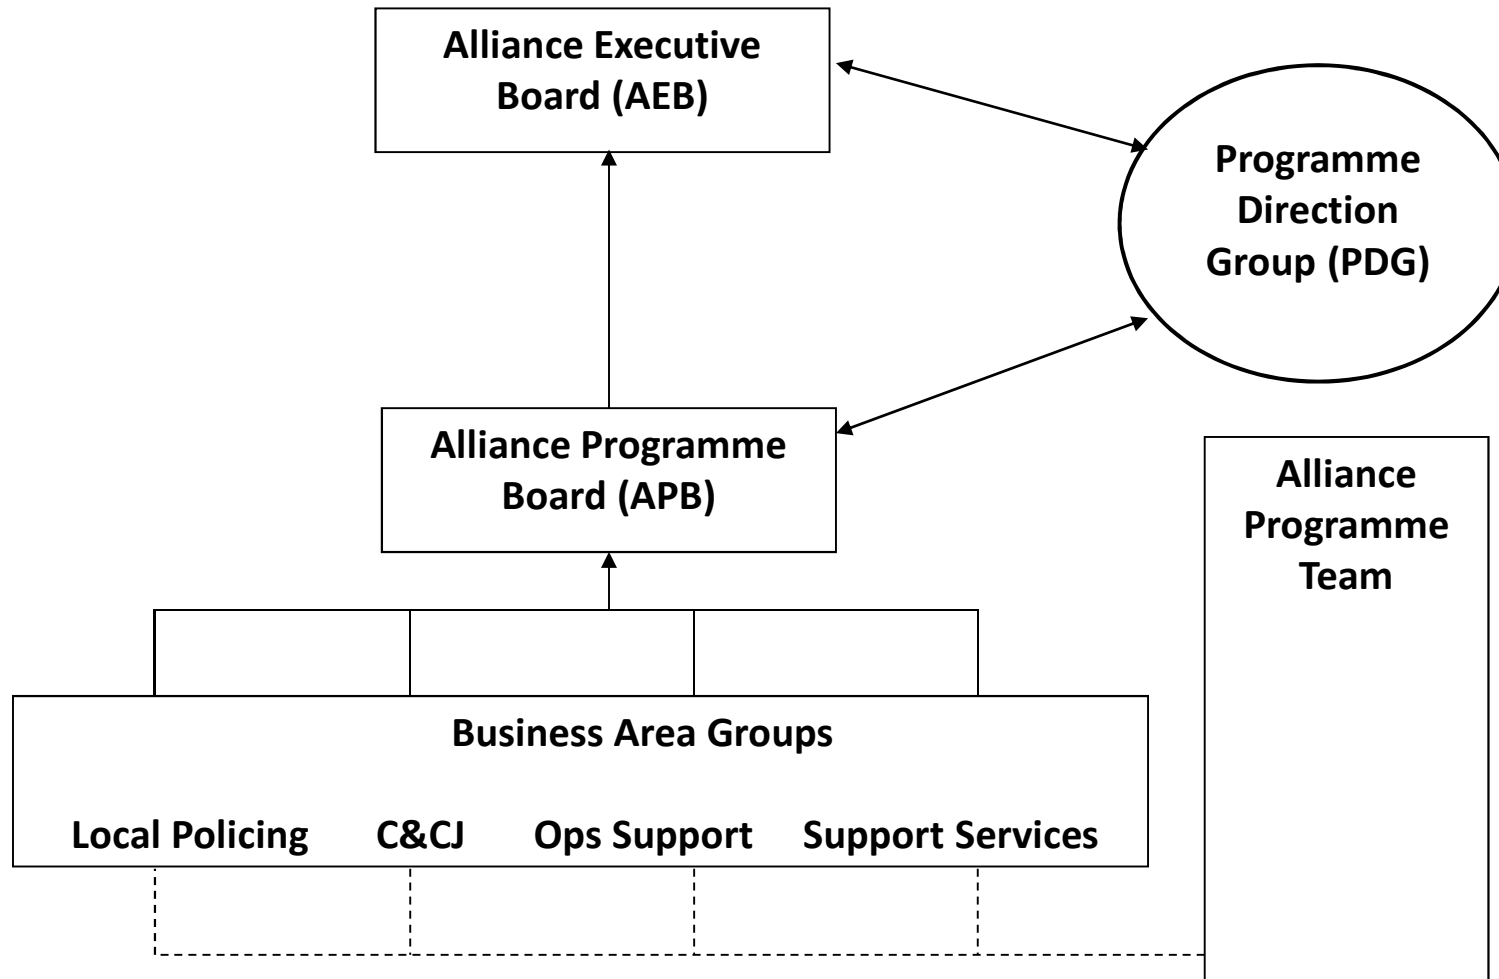 Alliance Executive
Board (AEB)
Programme
Direction
Group (PDG)
Alliance Programme
Board (APB)
Alliance
Programme
Team
Business Area Groups
Local Policing C&CJ Ops Support Support Services